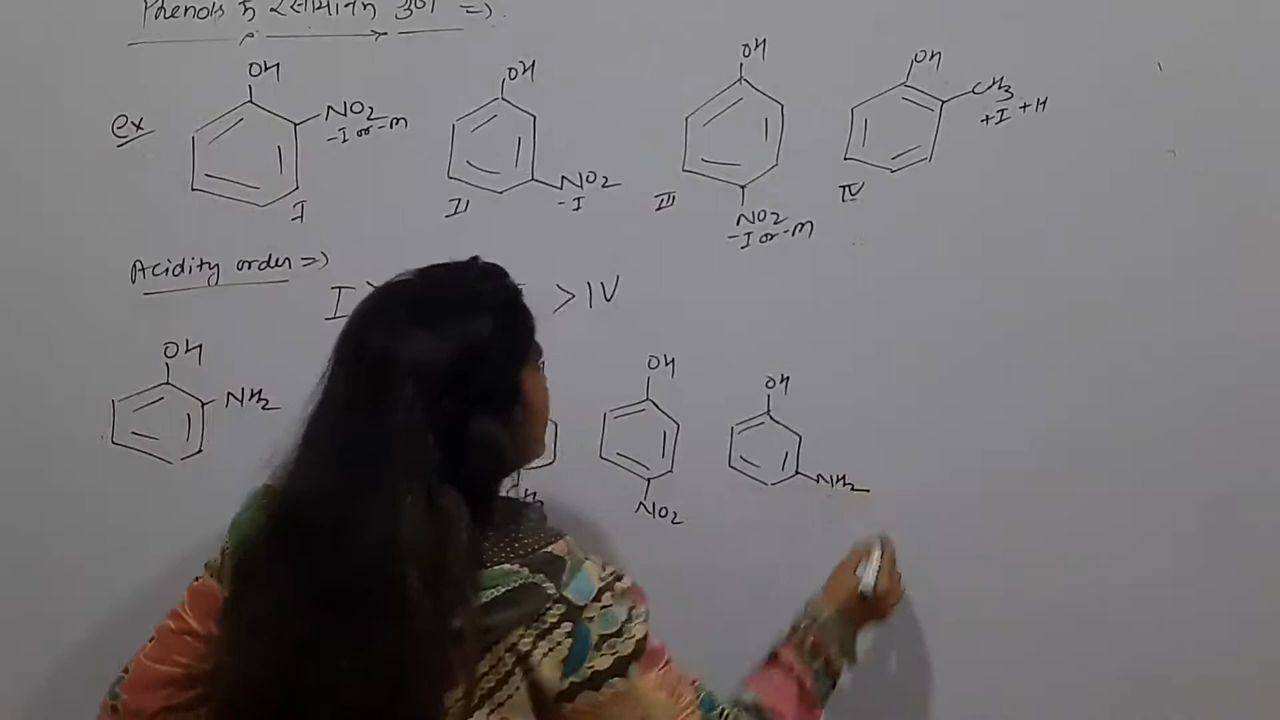 Phenols के रसायनिक गुण =>
ex
OH NO2 -I or -m I
OH NO2 -I II
OH NO2 -I or -m III
OH CH3 +I +H IV
Acidity order =>
I > IV
OH NH2
OH NO2
OH NH2